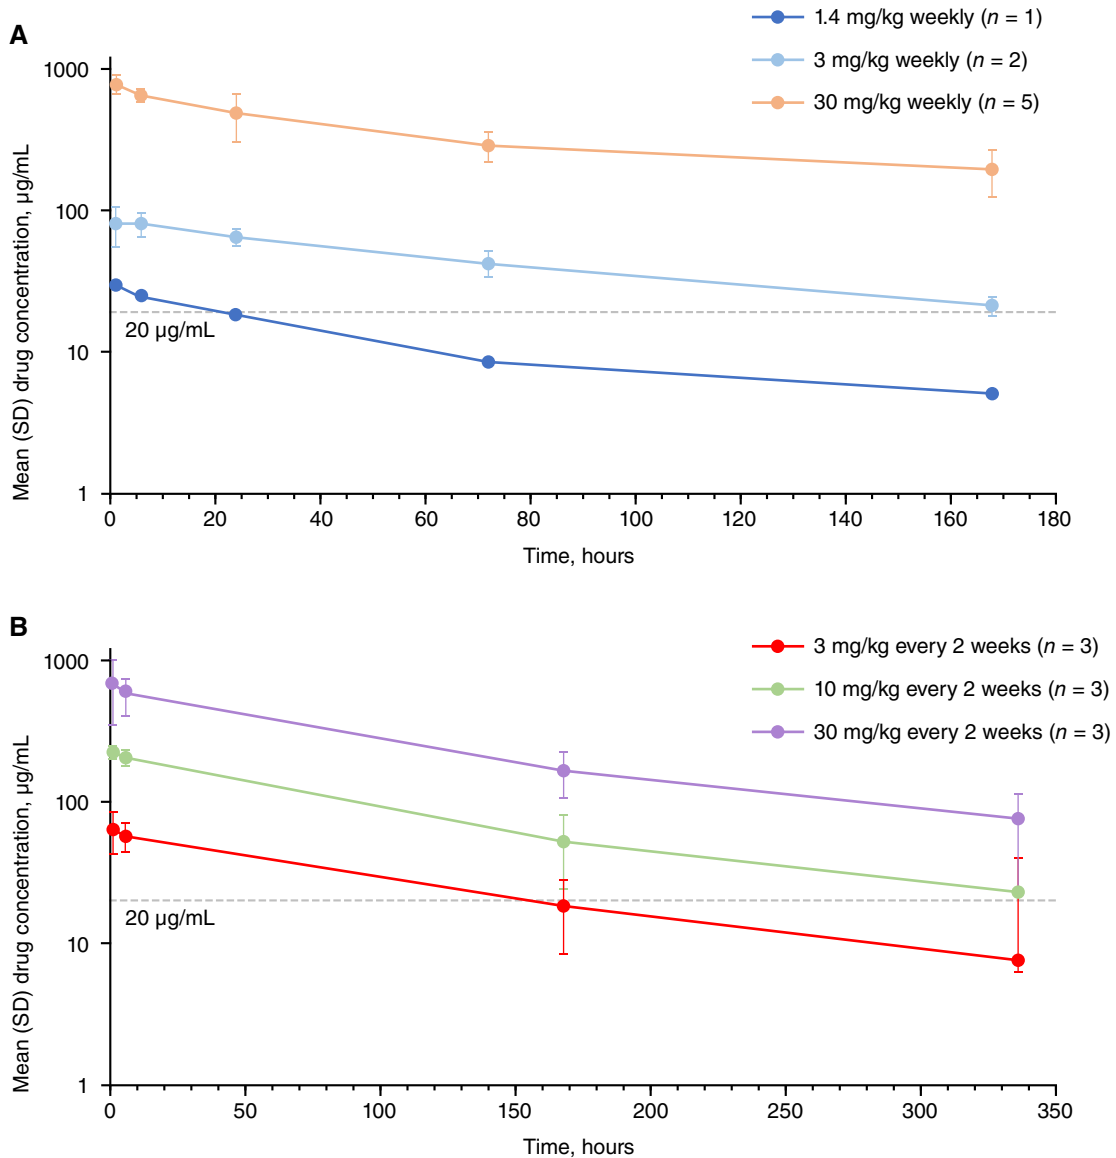 A
1.4 mg/kg weekly (n = 1)
3 mg/kg weekly (n = 2)
30 mg/kg weekly (n = 5)
Mean (SD) drug concentration, µg/mL
1000
100
10
1
20 µg/mL
0 20 40 60 80 100 120 140 160 180
Time, hours
B
3 mg/kg every 2 weeks (n = 3)
10 mg/kg every 2 weeks (n = 3)
30 mg/kg every 2 weeks (n = 3)
Mean (SD) drug concentration, µg/mL
1000
100
10
1
20 µg/mL
0 50 100 150 200 250 300 350
Time, hours